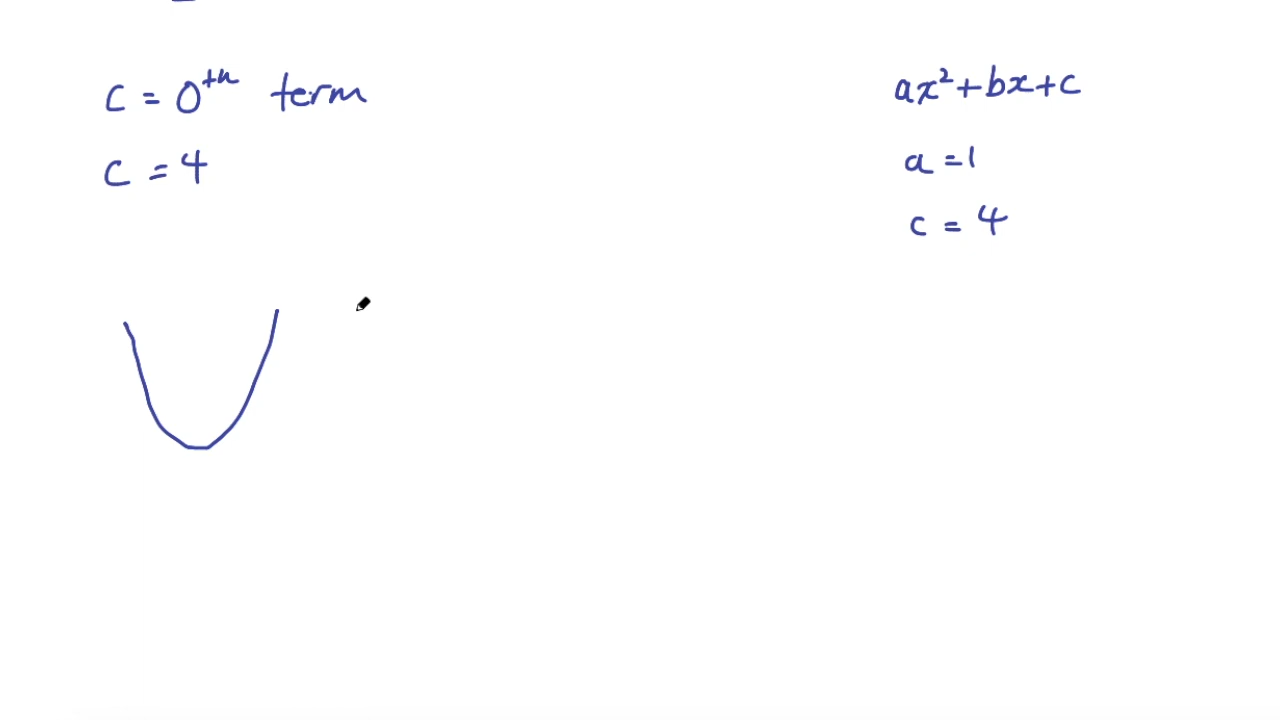 c = 0ᵗʰ term
c = 4
ax²+bx+c
a = 1
c = 4